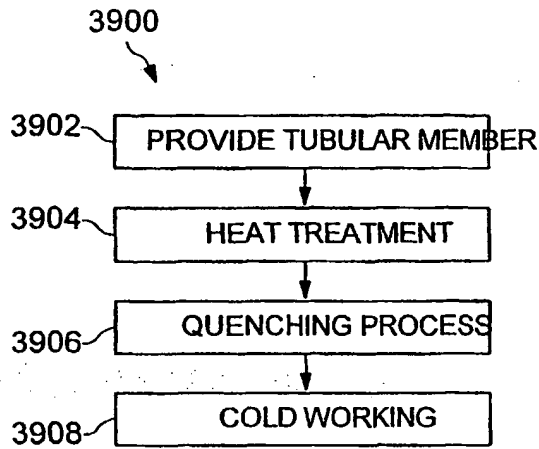 3900
3902 PROVIDE TUBULAR MEMBER
3904 HEAT TREATMENT
3906 QUENCHING PROCESS
3908 COLD WORKING